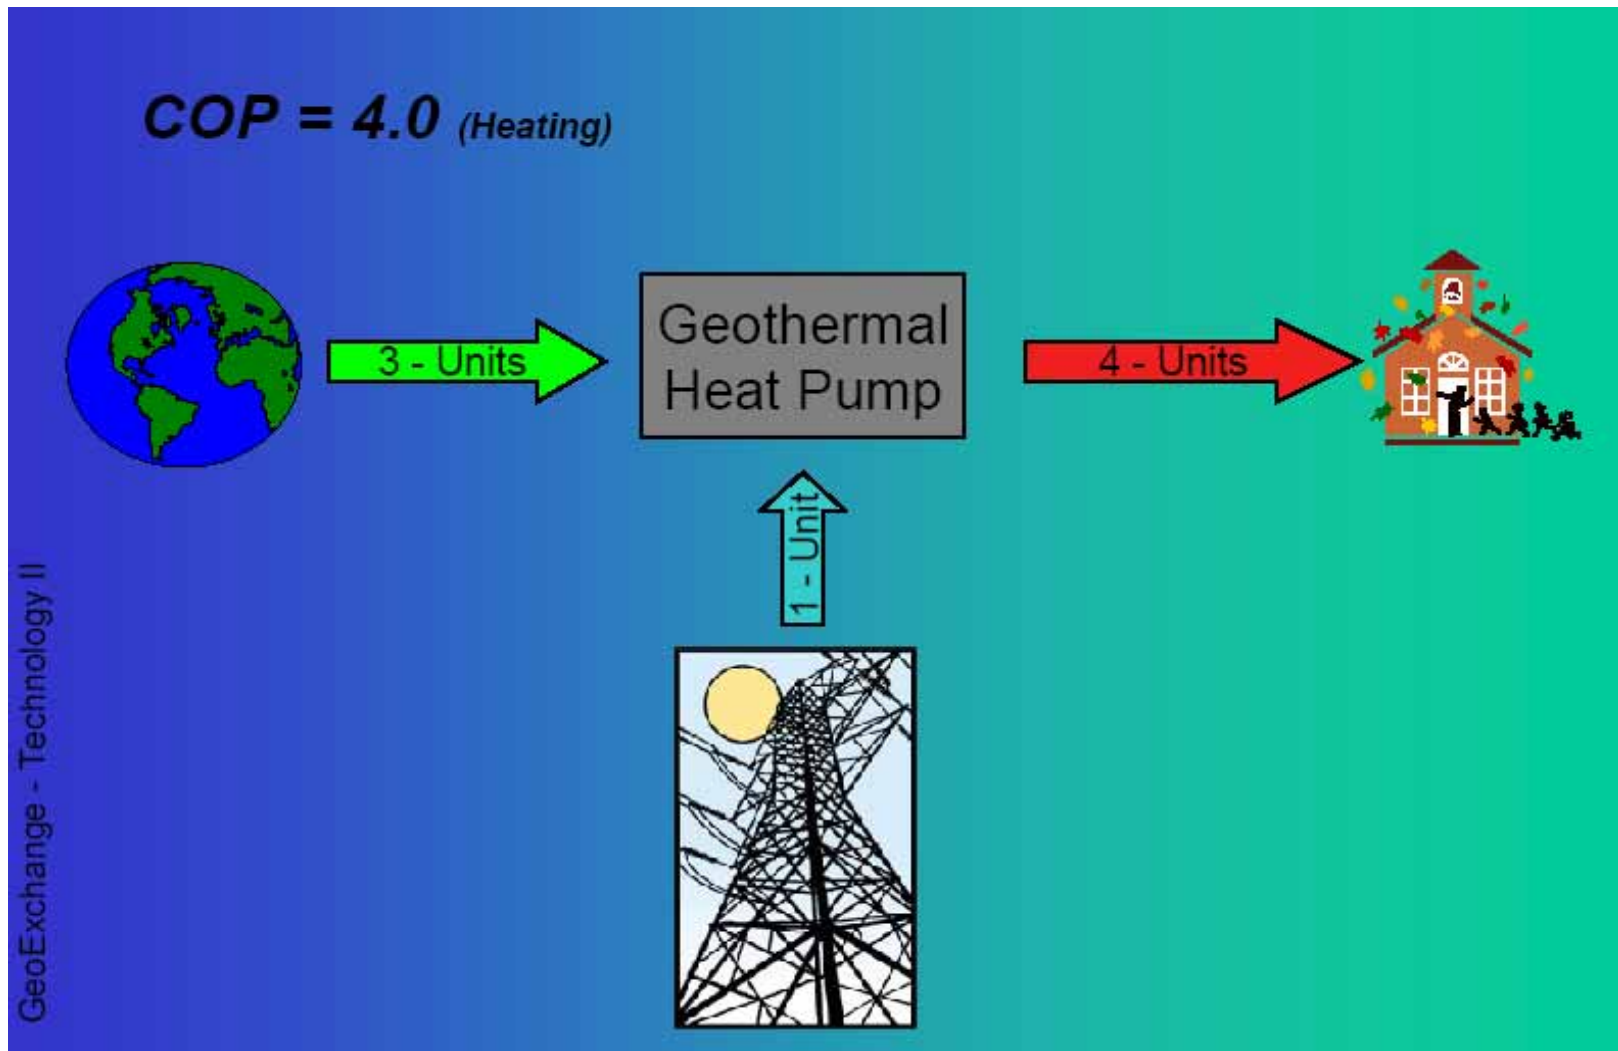 COP = 4.0 (Heating)
3 - Units
Geothermal
Heat Pump
4 - Units
1 - Unit
GeoExchange - Technology II